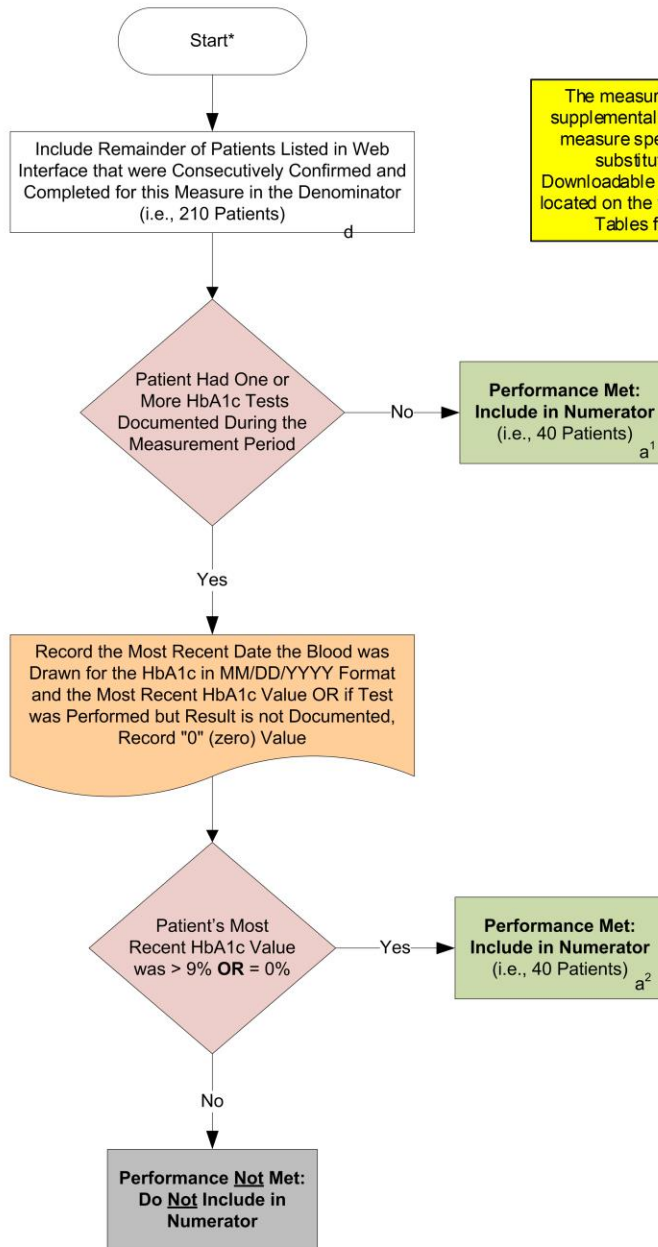 Start*
Include Remainder of Patients Listed in Web
Interface that were Consecutively Confirmed and
Completed for this Measure in the Denominator
(i.e., 210 Patients)
d
The measur
supplemental
measure spe
substitut
Downloadable
located on the
Tables f
Patient Had One or
More HbA1c Tests
Documented During the
Measurement Period
No
Performance Met:
Include in Numerator
(i.e., 40 Patients)
a¹
Yes
Record the Most Recent Date the Blood was
Drawn for the HbA1c in MM/DD/YYYY Format
and the Most Recent HbA1c Value OR if Test
was Performed but Result is not Documented,
Record "0" (zero) Value
Patient's Most
Recent HbA1c Value
was > 9% OR = 0%
Yes
Performance Met:
Include in Numerator
(i.e., 40 Patients)
a²
No
Performance Not Met:
Do Not Include in
Numerator